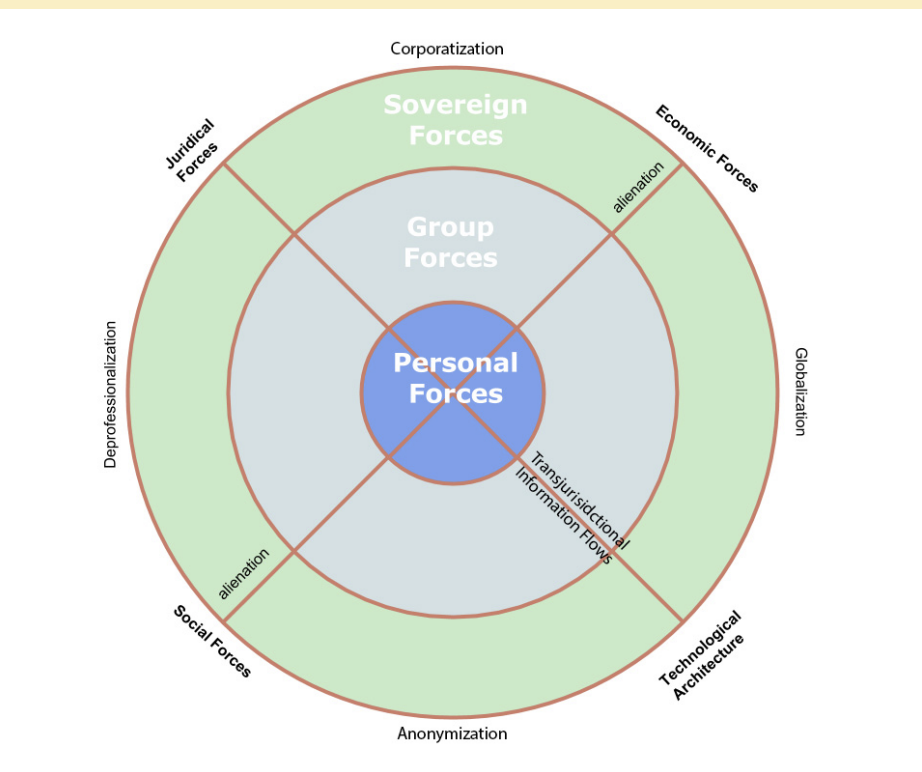 Corporatization
Sovereign
Forces
Juridical
Forces
Economic Forces
alienation
Group
Forces
Personal
Forces
Deprofessionalization
Globalization
Transjurisidctional
Information Flows
alienation
Social Forces
Technological
Architecture
Anonymization